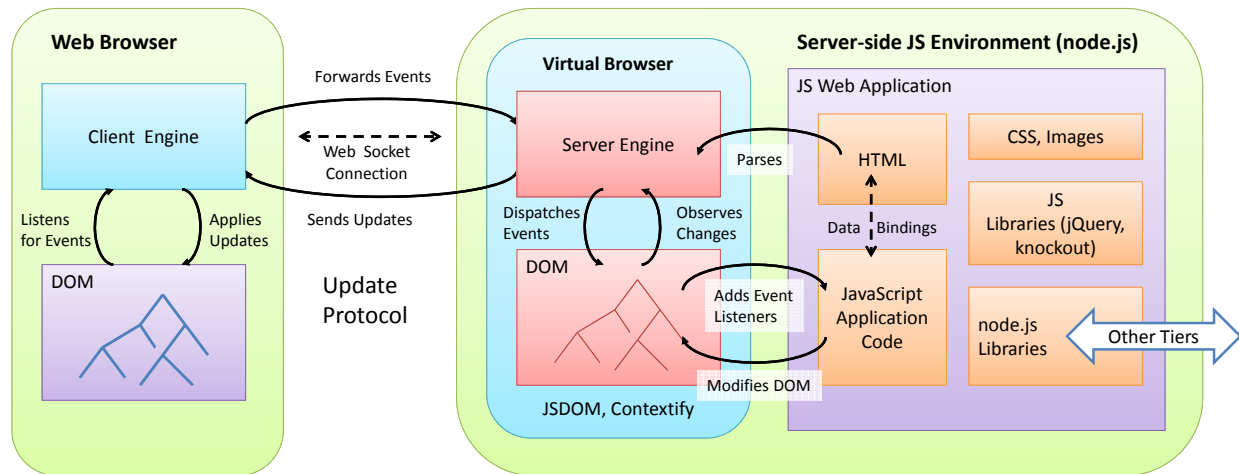 Web Browser
Client  Engine
Listens
for Events
Applies
Updates
DOM
Forwards Events
Web Socket
Connection
Sends Updates
Update
Protocol
Server-side JS Environment (node.js)
Virtual Browser
Server Engine
Dispatches
Events
Observes
Changes
DOM
JSDOM, Contextify
Parses
Adds Event
Listeners
Modifies DOM
JS Web Application
HTML
Data    Bindings
JavaScript
Application
Code
CSS, Images
JS
Libraries (jQuery,
knockout)
node.js
Libraries
Other Tiers